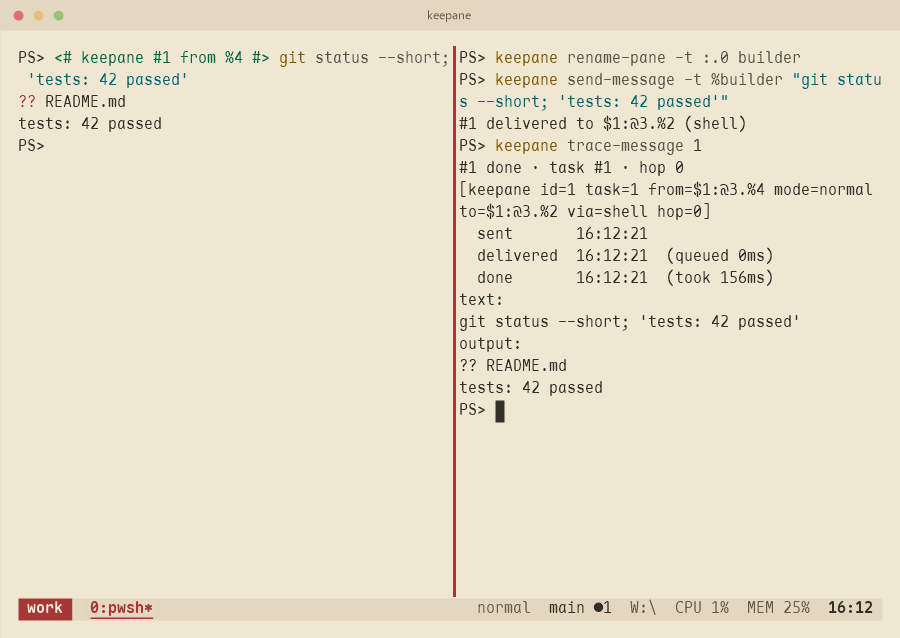 keepane
PS> <# keepane #1 from %4 #> git status --short;
'tests: 42 passed'
?? README.md
tests: 42 passed
PS>
PS> keepane rename-pane -t :.0 builder
PS> keepane send-message -t %builder "git statu
s --short; 'tests: 42 passed'"
#1 delivered to $1:@3.%2 (shell)
PS> keepane trace-message 1
#1 done · task #1 · hop 0
[keepane id=1 task=1 from=$1:@3.%4 mode=normal
to=$1:@3.%2 via=shell hop=0]
sent 16:12:21
delivered 16:12:21 (queued 0ms)
done 16:12:21 (took 156ms)
text:
git status --short; 'tests: 42 passed'
output:
?? README.md
tests: 42 passed
PS>
work 0:pwsh* normal main ●1 W:\ CPU 1% MEM 25% 16:12